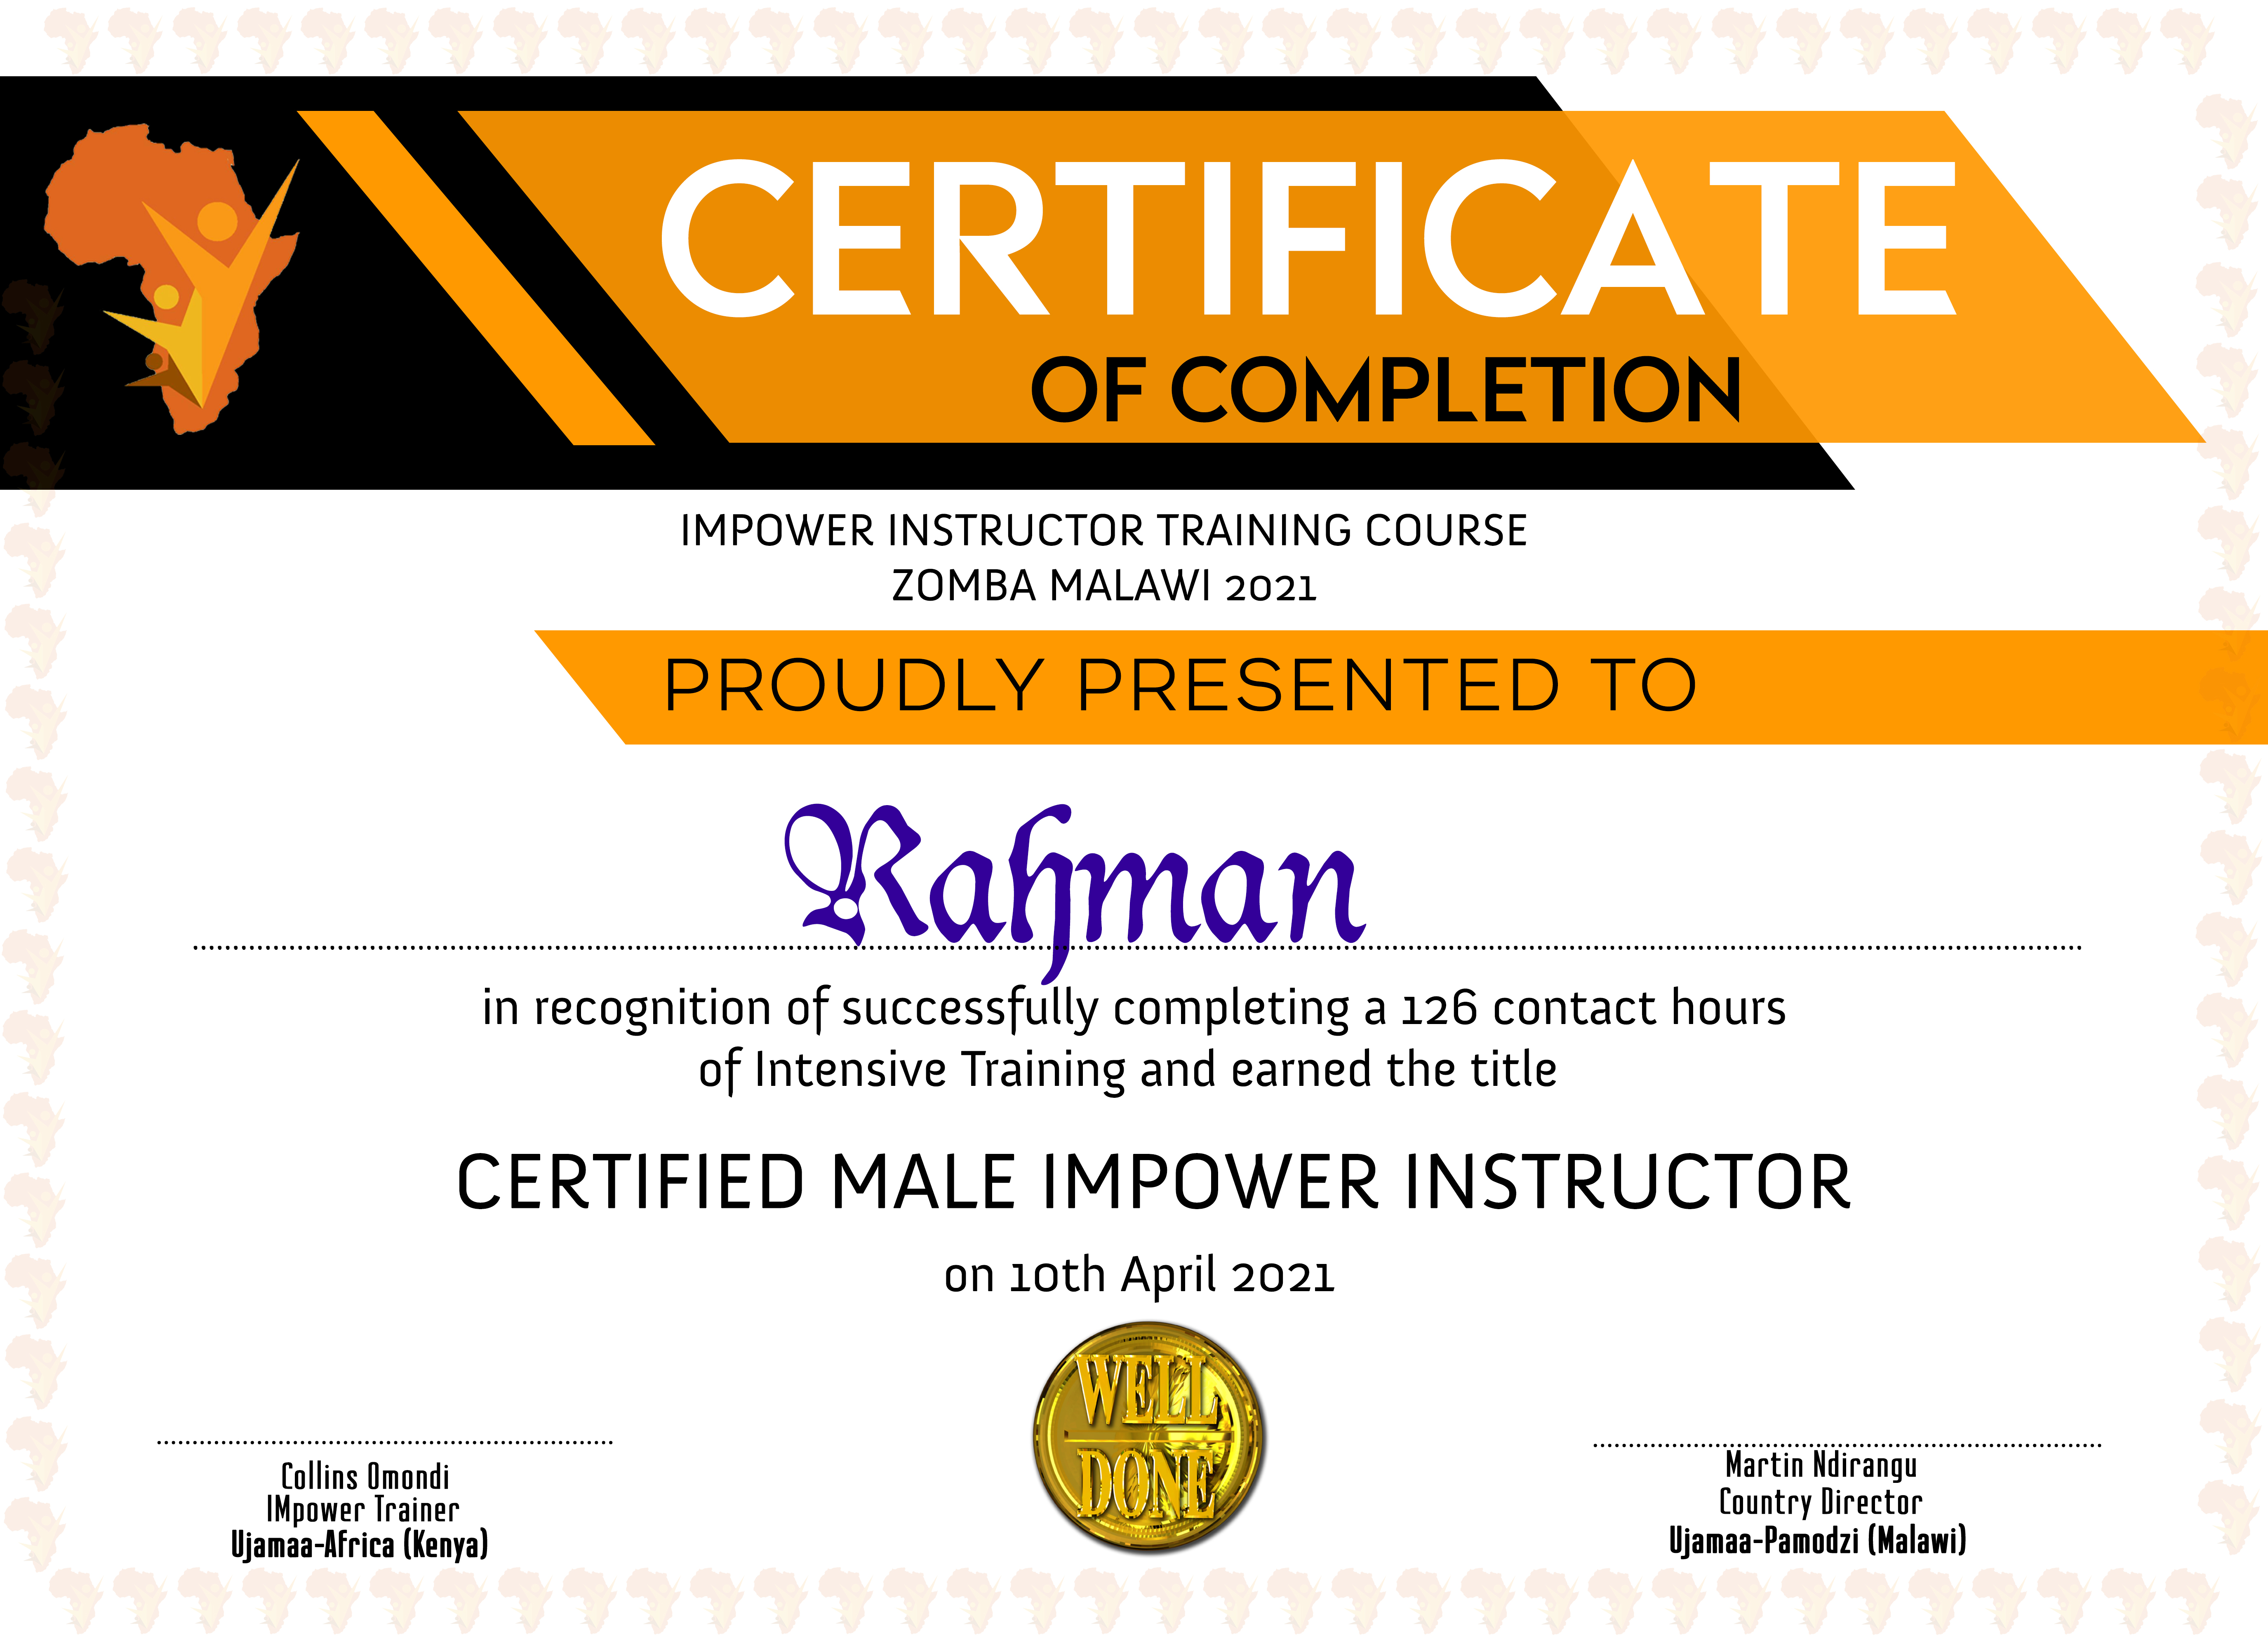 CERTIFICATE
OF COMPLETION
IMPOWER INSTRUCTOR TRAINING COURSE
ZOMBA MALAWI 2021
PROUDLY PRESENTED TO
Rahman
in recognition of successfully completing a 126 contact hours
of Intensive Training and earned the title
CERTIFIED MALE IMPOWER INSTRUCTOR
on 10th April 2021
WELL
DONE
Collins Omondi
IMpower Trainer
Ujamaa-Africa (Kenya)
Martin Ndirangu
Country Director
Ujamaa-Pamodzi (Malawi)